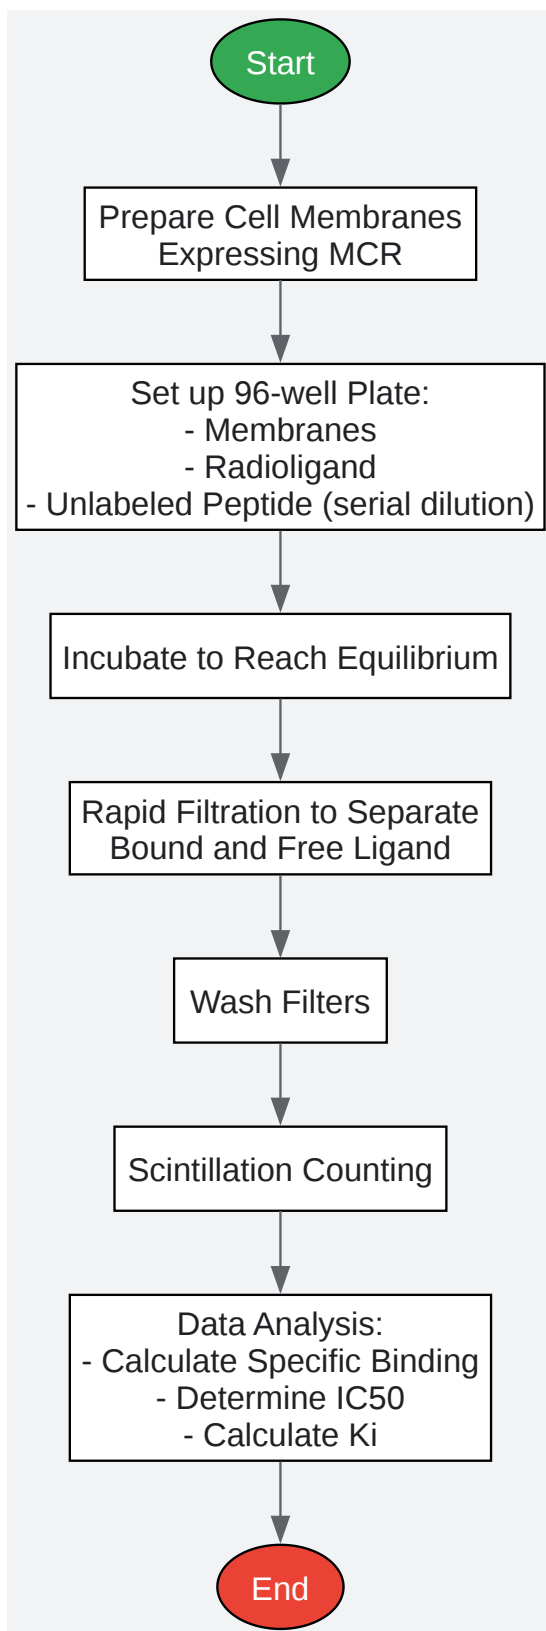 Start
Prepare Cell Membranes
Expressing MCR
Set up 96-well Plate:
- Membranes
- Radioligand
- Unlabeled Peptide (serial dilution)
Incubate to Reach Equilibrium
Rapid Filtration to Separate
Bound and Free Ligand
Wash Filters
Scintillation Counting
Data Analysis:
- Calculate Specific Binding
- Determine IC50
- Calculate Ki
End